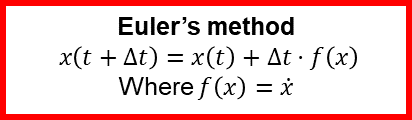 Euler’s method
x(t + Δt) = x(t) + Δt · f(x)
Where f(x) = ẋ